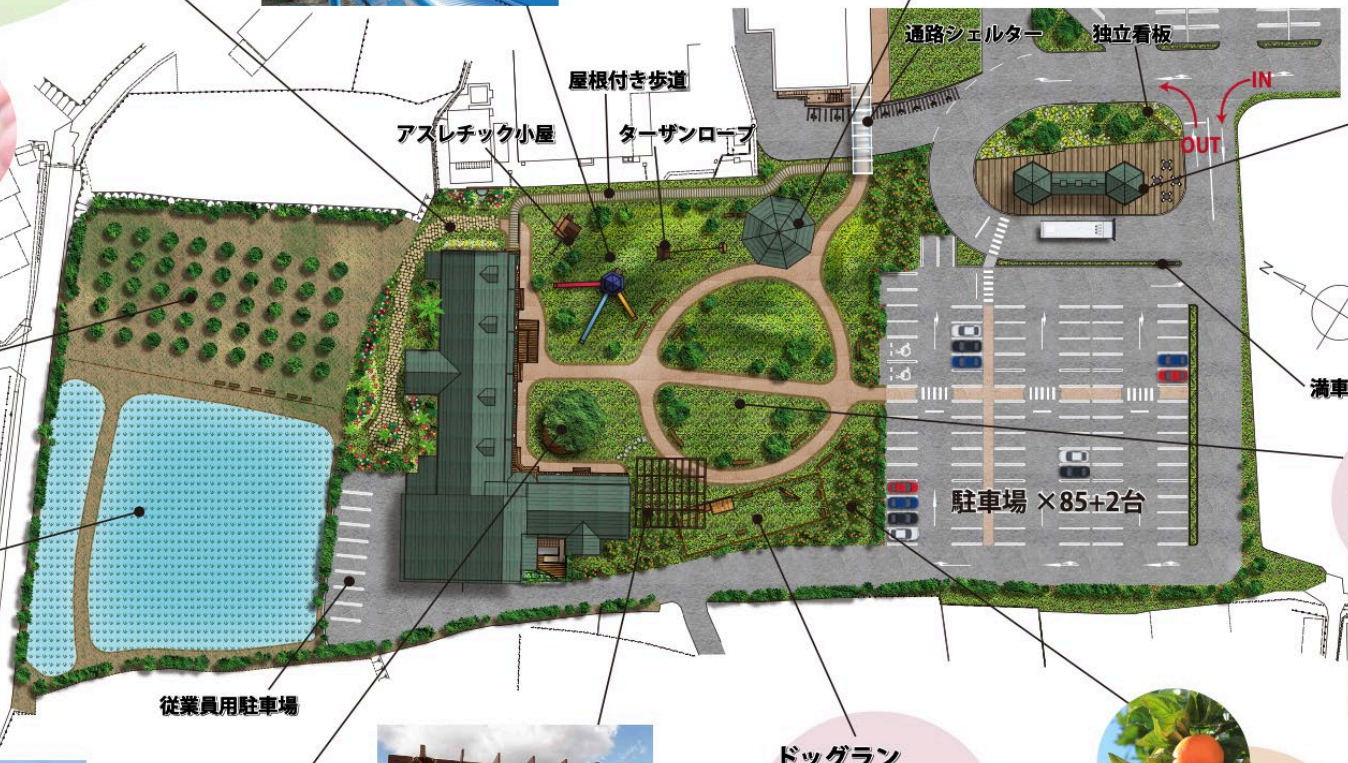 通路シェルター
独立看板
屋根付き歩道
IN
アスレチック小屋
ターザンロープ
OUT
満車
駐車場 ×85+2台
従業員用駐車場
ドッグラン